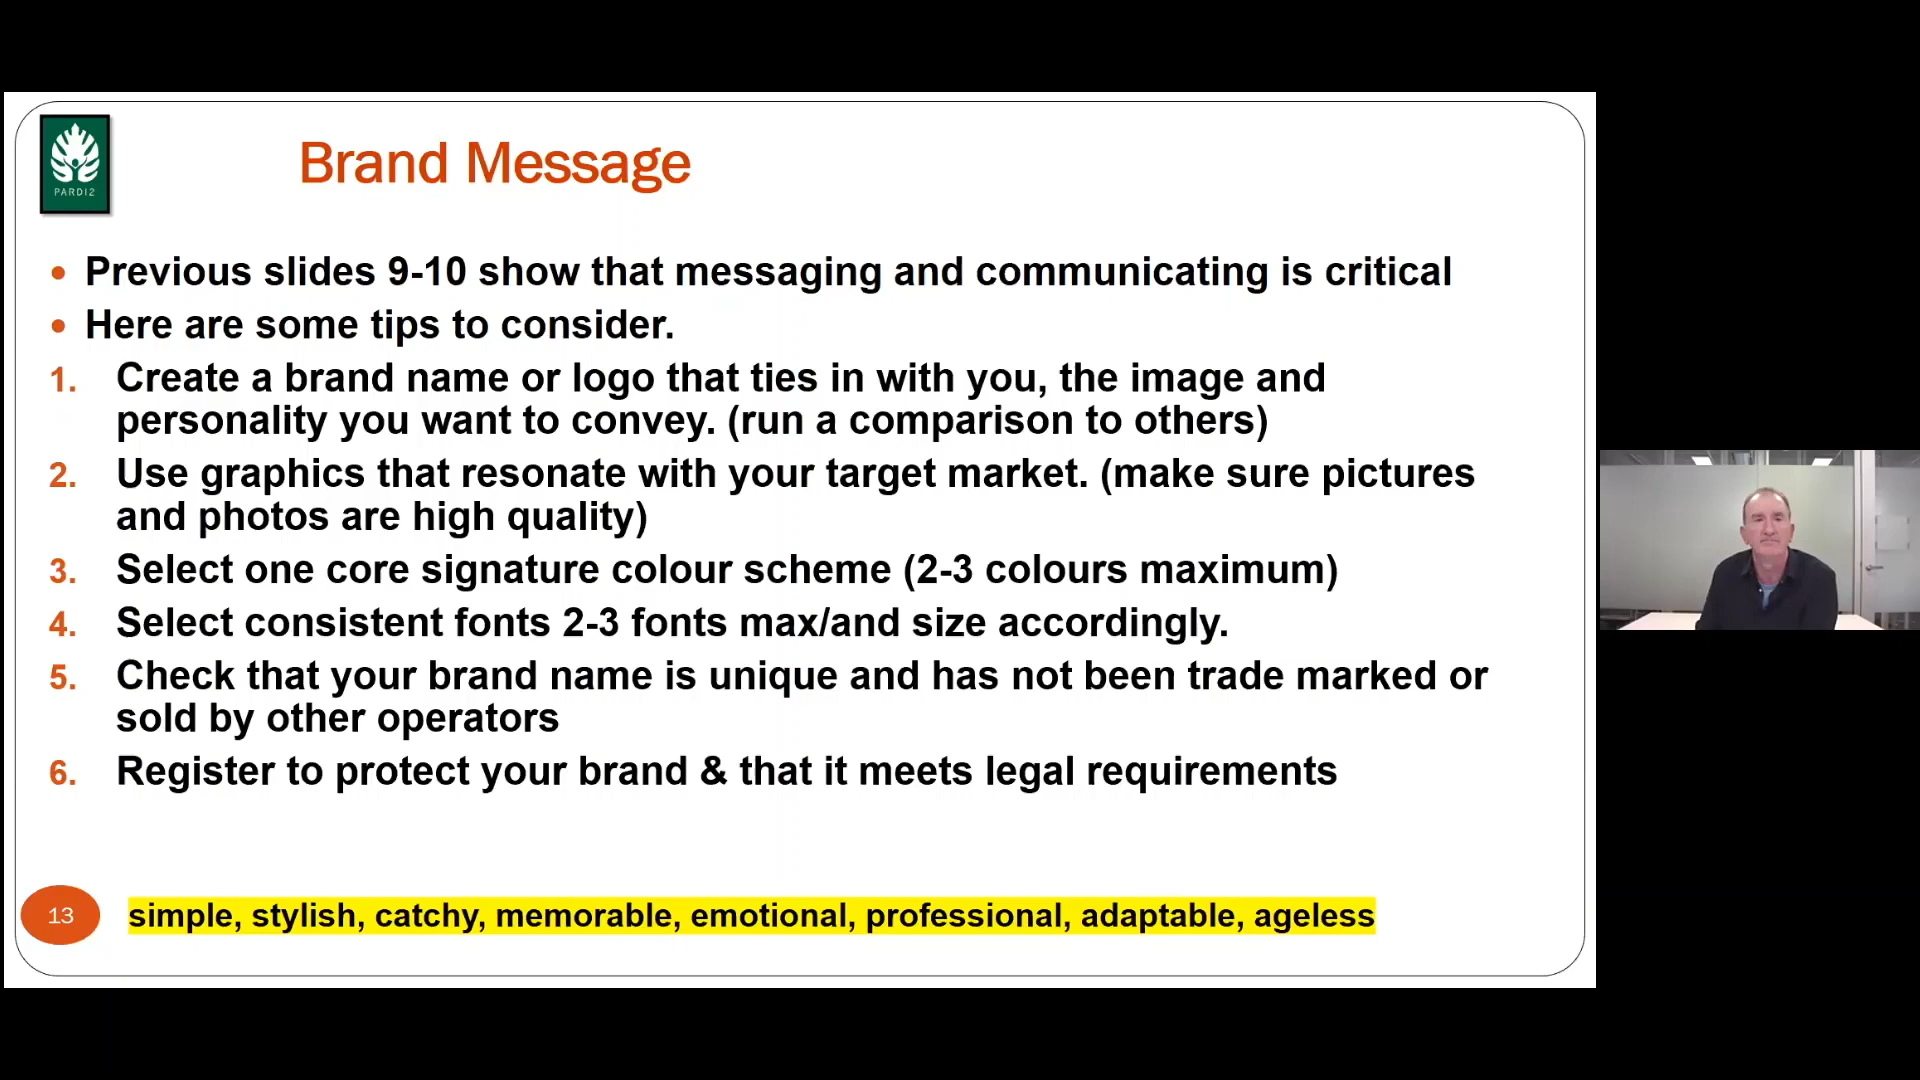 PARDI2
Brand Message
• Previous slides 9-10 show that messaging and communicating is critical
• Here are some tips to consider.
1. Create a brand name or logo that ties in with you, the image and
personality you want to convey. (run a comparison to others)
2. Use graphics that resonate with your target market. (make sure pictures
and photos are high quality)
3. Select one core signature colour scheme (2-3 colours maximum)
4. Select consistent fonts 2-3 fonts max/and size accordingly.
5. Check that your brand name is unique and has not been trade marked or
sold by other operators
6. Register to protect your brand & that it meets legal requirements
13
simple, stylish, catchy, memorable, emotional, professional, adaptable, ageless